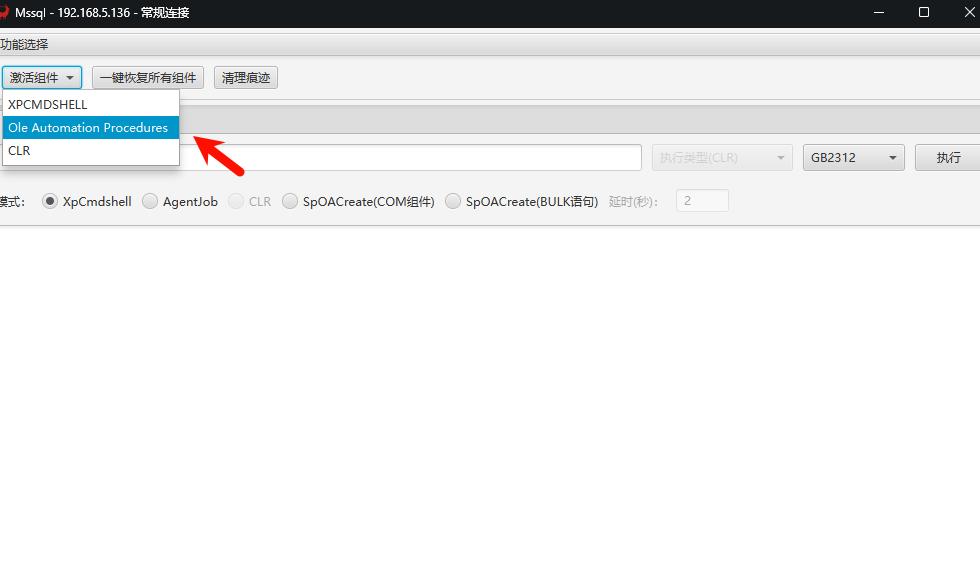 Mssql - 192.168.5.136 - 常规连接
功能选择
激活组件 一键恢复所有组件 清理痕迹
XPCMDSHELL
Ole Automation Procedures
CLR
执行类型(CLR) GB2312 执行
模式: XpCmdshell AgentJob CLR SpOACreate(COM组件) SpOACreate(BULK语句) 延时(秒): 2